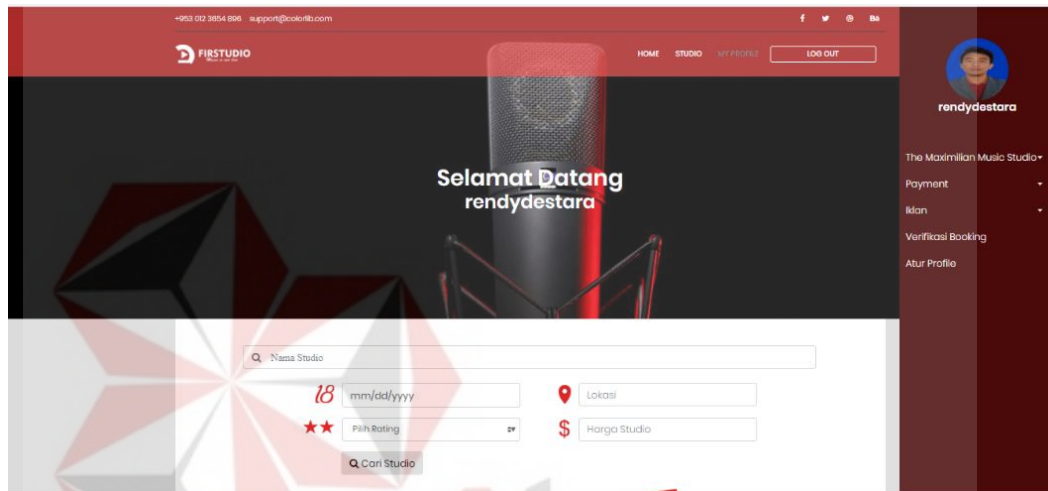 +953 012 3654 896 support@colorlib.com
Bē
FIRSTUDIO
HOME STUDIO MY PROFILE LOG OUT
rendydestara
Selamat Datang
rendydestara
The Maximilian Music Studio
Payment
Iklan
Verifikasi Booking
Atur Profile
Nama Studio
18 mm/dd/yyyy
Lokasi
Pilih Rating
$ Harga Studio
Cari Studio